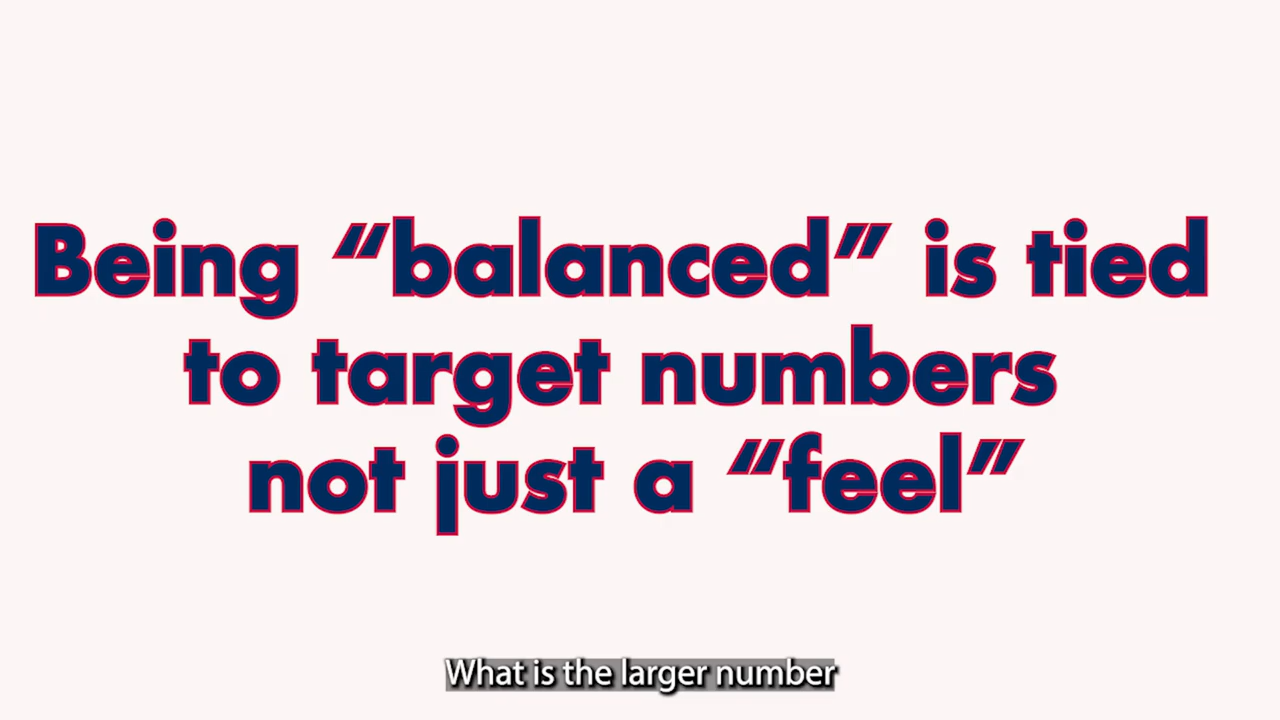 Being “balanced” is tied
to target numbers
not just a “feel”
What is the larger number